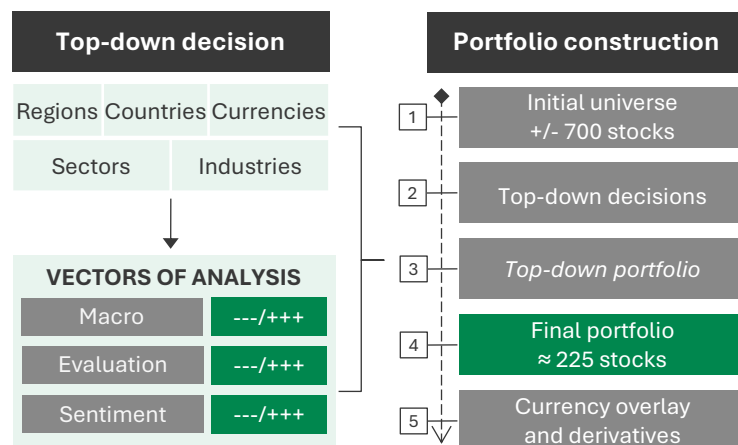 Top-down decision
Regions Countries Currencies
Sectors Industries
VECTORS OF ANALYSIS
Macro ---/+++
Evaluation ---/+++
Sentiment ---/+++
Portfolio construction
1 Initial universe
+/- 700 stocks
2 Top-down decisions
3 Top-down portfolio
4 Final portfolio
≈ 225 stocks
5 Currency overlay
and derivatives